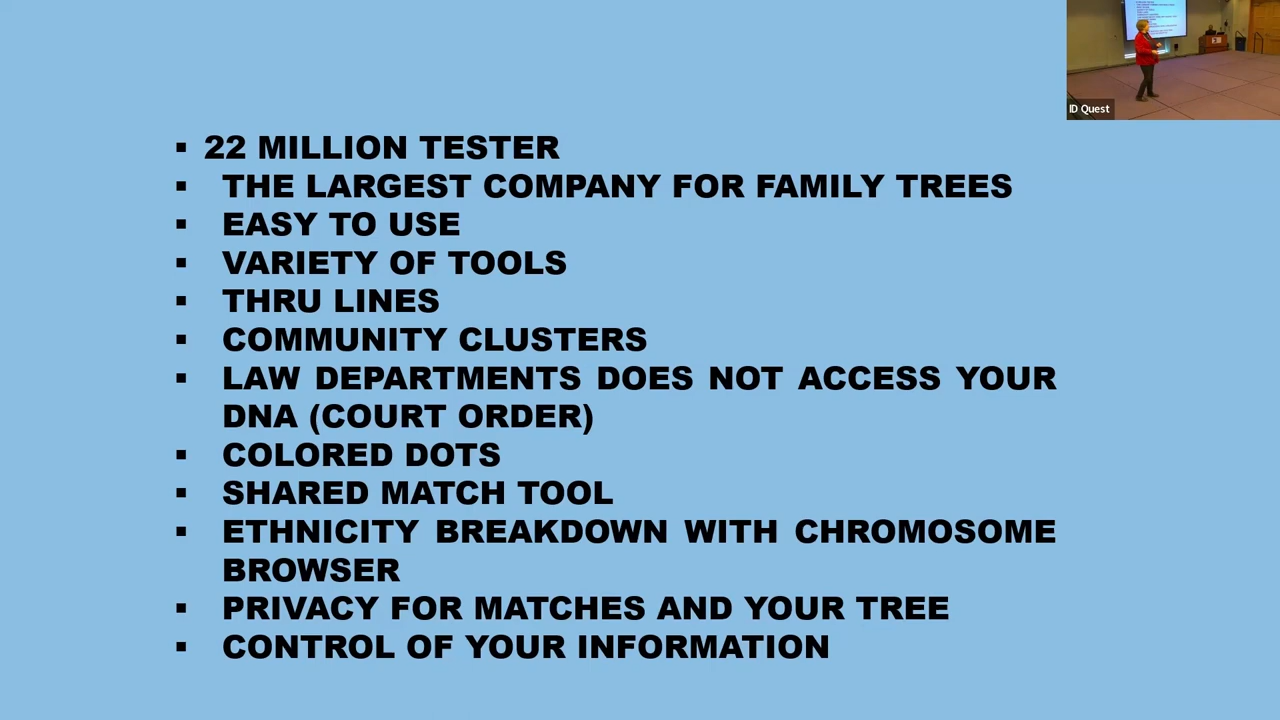 ▪ 22 MILLION TESTER
▪ THE LARGEST COMPANY FOR FAMILY TREES
▪ EASY TO USE
▪ VARIETY OF TOOLS
▪ THRU LINES
▪ COMMUNITY CLUSTERS
▪ LAW DEPARTMENTS DOES NOT ACCESS YOUR
DNA (COURT ORDER)
▪ COLORED DOTS
▪ SHARED MATCH TOOL
▪ ETHNICITY BREAKDOWN WITH CHROMOSOME
BROWSER
▪ PRIVACY FOR MATCHES AND YOUR TREE
▪ CONTROL OF YOUR INFORMATION
ID Quest